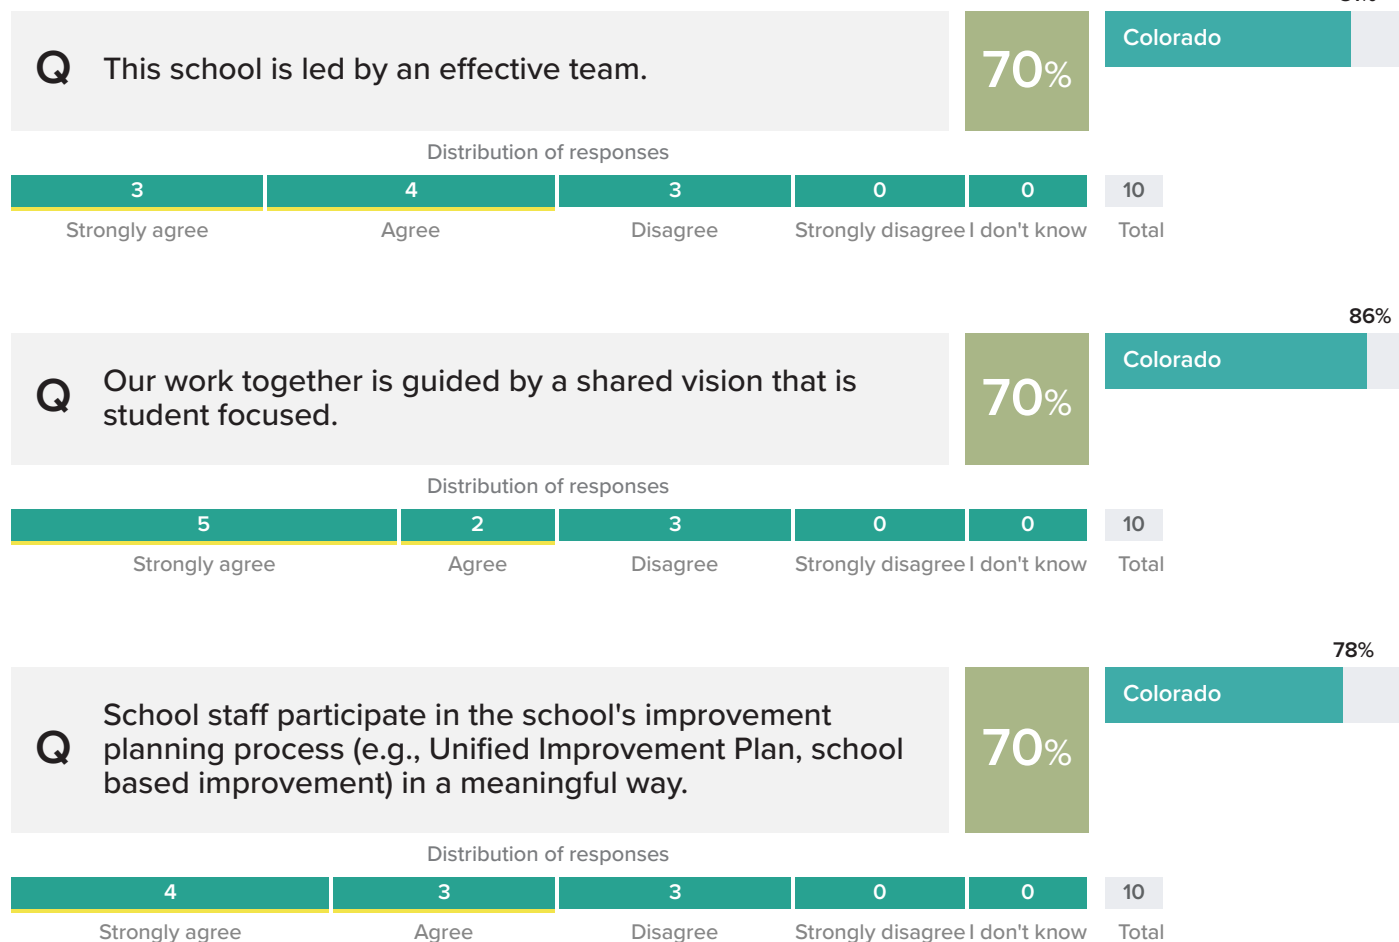 Q This school is led by an effective team.
70%
Colorado
Distribution of responses
3 4 3 0 0 10
Strongly agree Agree Disagree Strongly disagree I don't know Total
86%
Q Our work together is guided by a shared vision that is
student focused.
70%
Colorado
Distribution of responses
5 2 3 0 0 10
Strongly agree Agree Disagree Strongly disagree I don't know Total
78%
Q School staff participate in the school's improvement
planning process (e.g., Unified Improvement Plan, school
based improvement) in a meaningful way.
70%
Colorado
Distribution of responses
4 3 3 0 0 10
Strongly agree Agree Disagree Strongly disagree I don't know Total